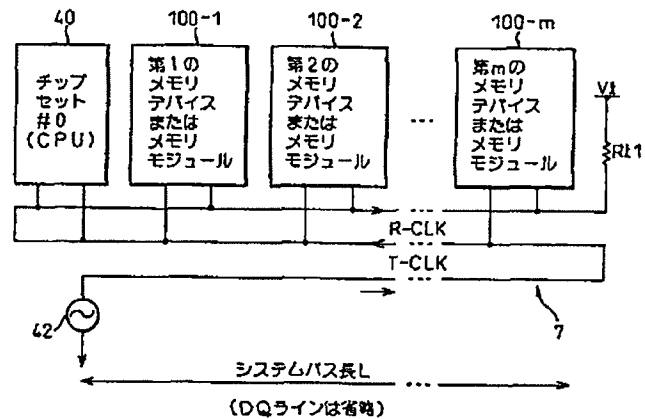 40
100-1
100-2
100-m
チップ
セット
#0
(CPU)
第1の
メモリ
デバイス
または
メモリ
モジュール
第2の
メモリ
デバイス
または
メモリ
モジュール
...
第mの
メモリ
デバイス
または
メモリ
モジュール
Vℓ
Rℓ1
R-CLK
T-CLK
42
7
システムバス長L
(DQラインは省略)